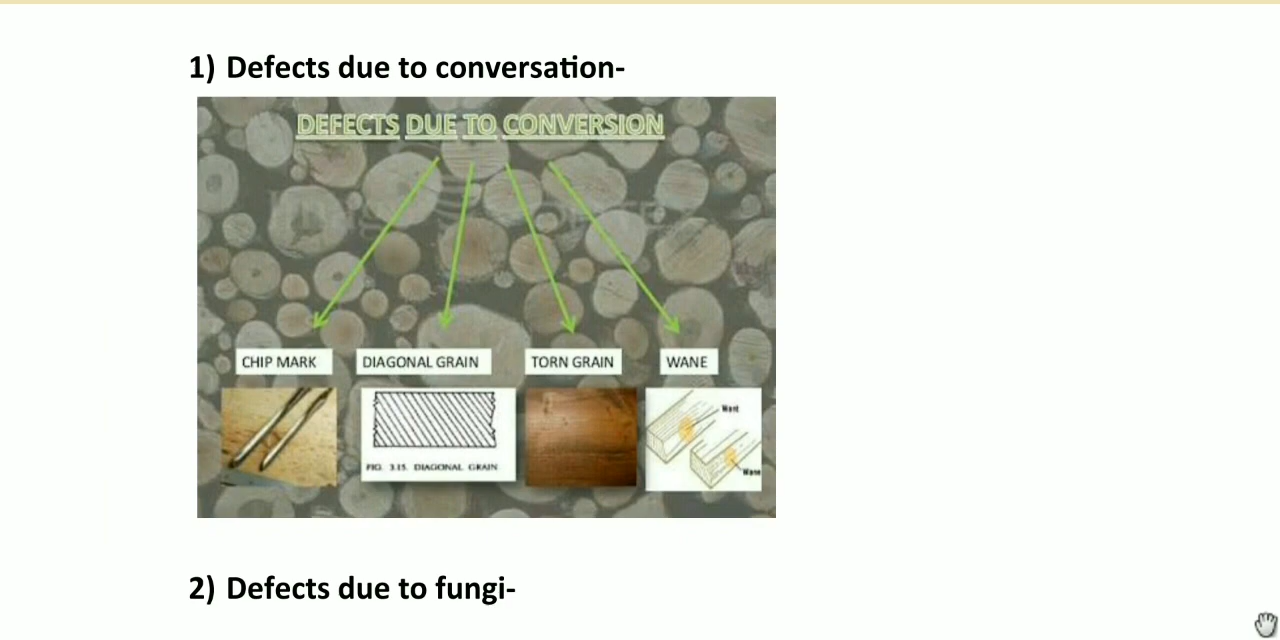 1) Defects due to conversation-
DEFECTS DUE TO CONVERSION
CHIP MARK
DIAGONAL GRAIN
TORN GRAIN
WANE
Want
FIG. 3.15. DIAGONAL GRAIN
Wane
2) Defects due to fungi-